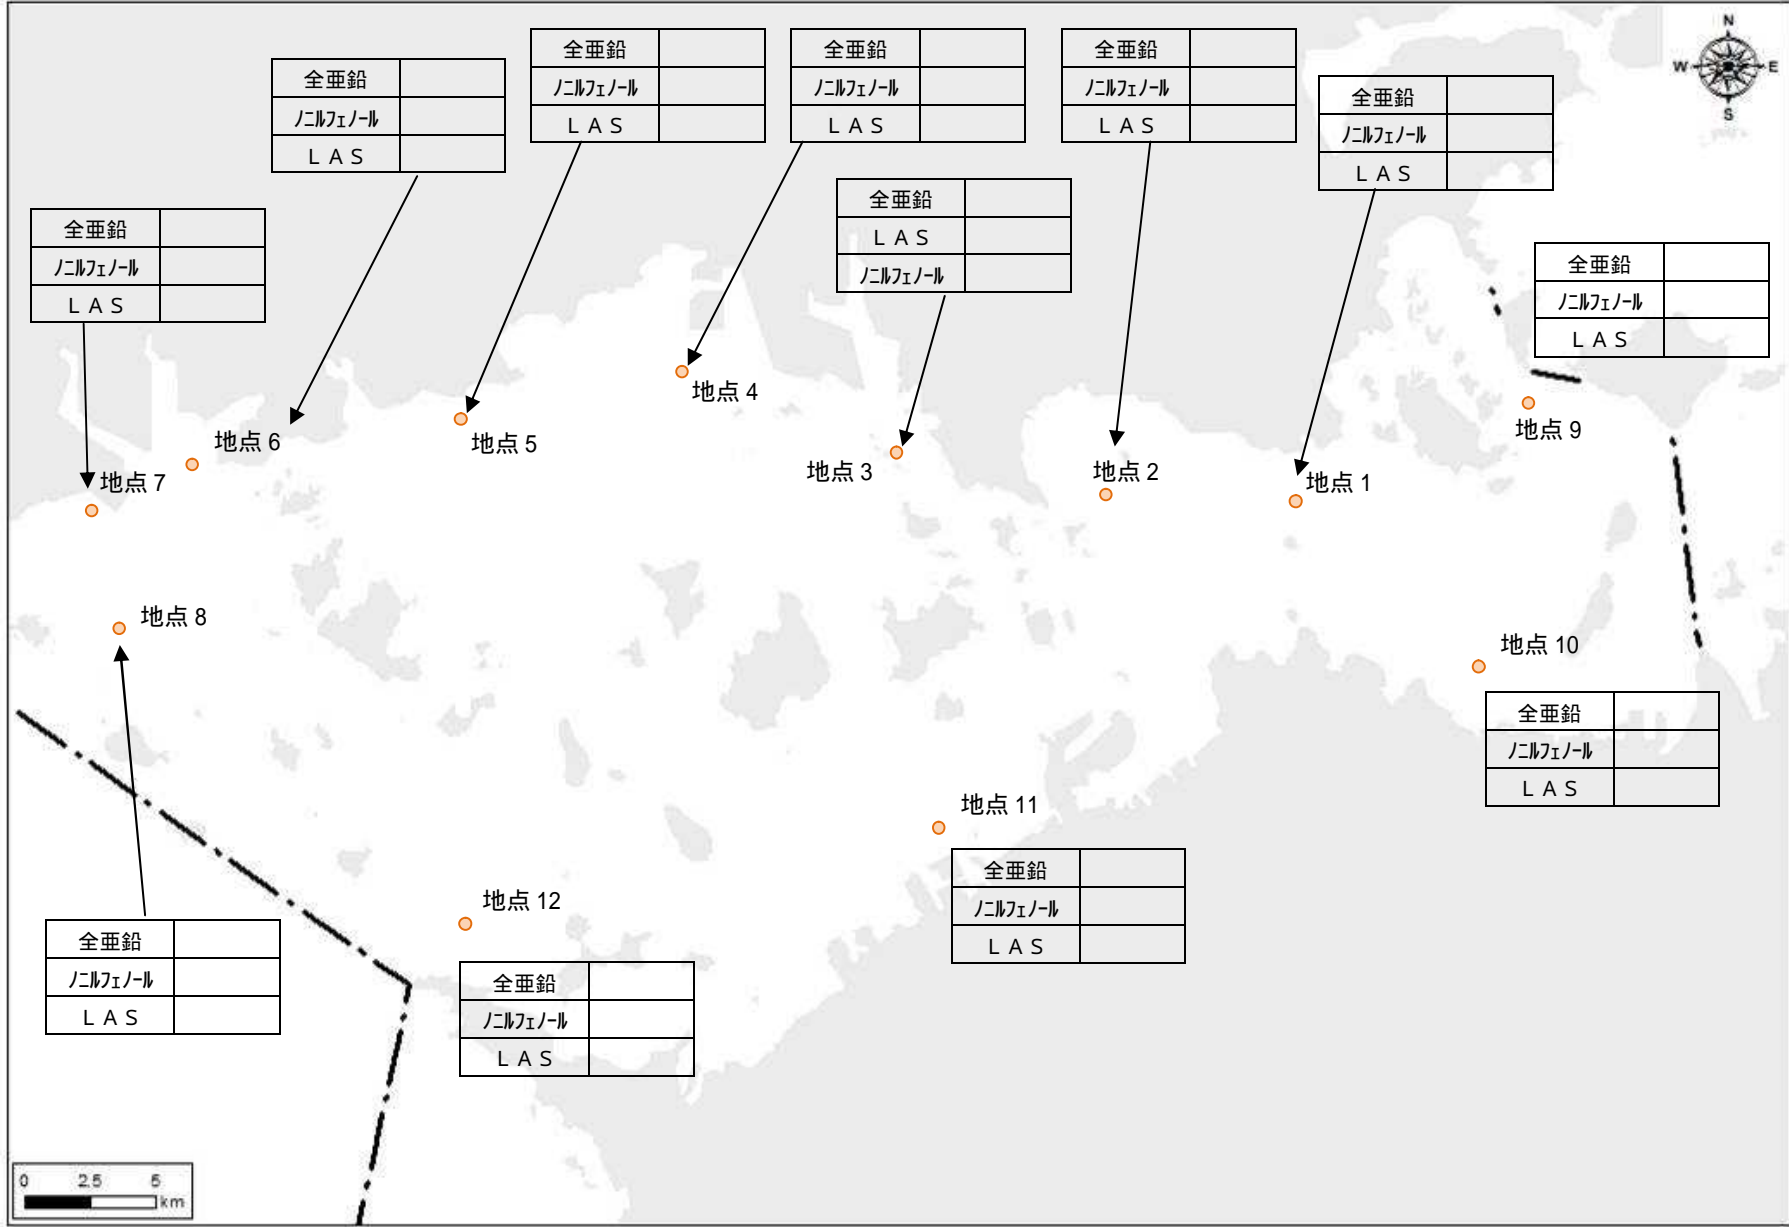 N
W
E
S
全亜鉛
ﾉﾆﾙﾌｪﾉｰﾙ
ＬＡＳ
全亜鉛
ﾉﾆﾙﾌｪﾉｰﾙ
ＬＡＳ
全亜鉛
ﾉﾆﾙﾌｪﾉｰﾙ
ＬＡＳ
全亜鉛
ﾉﾆﾙﾌｪﾉｰﾙ
ＬＡＳ
全亜鉛
ﾉﾆﾙﾌｪﾉｰﾙ
ＬＡＳ
全亜鉛
ＬＡＳ
ﾉﾆﾙﾌｪﾉｰﾙ
全亜鉛
ﾉﾆﾙﾌｪﾉｰﾙ
ＬＡＳ
全亜鉛
ﾉﾆﾙﾌｪﾉｰﾙ
ＬＡＳ
地点 4
地点 9
地点 6
地点 5
地点 3
地点 2
地点 1
地点 7
地点 8
地点 10
全亜鉛
ﾉﾆﾙﾌｪﾉｰﾙ
ＬＡＳ
地点 11
全亜鉛
ﾉﾆﾙﾌｪﾉｰﾙ
ＬＡＳ
地点 12
全亜鉛
ﾉﾆﾙﾌｪﾉｰﾙ
ＬＡＳ
全亜鉛
ﾉﾆﾙﾌｪﾉｰﾙ
ＬＡＳ
0 2.5 5
km